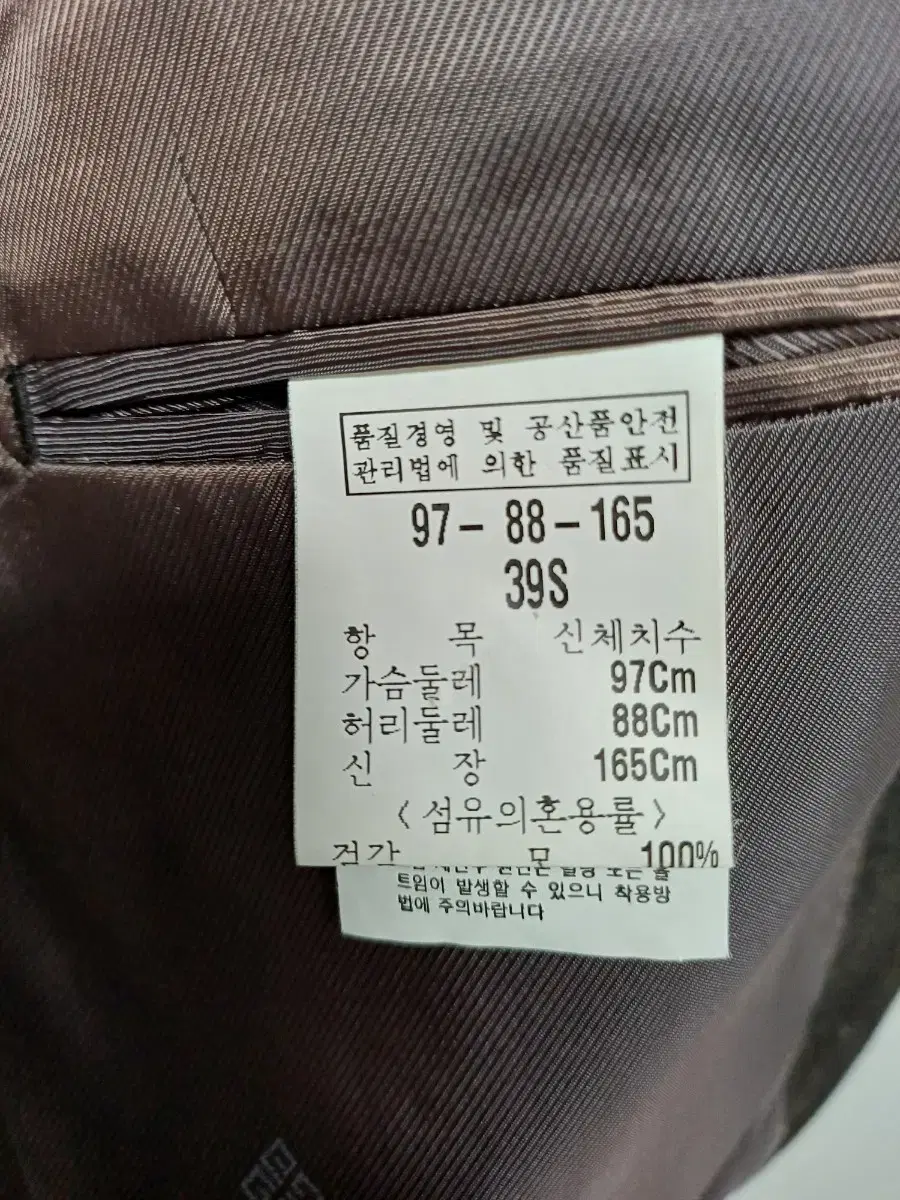 품질경영 및 공산품안전
관리법에 의한 품질표시
97-88-165
39S
항 목 신체치수
가슴둘레 97Cm
허리둘레 88Cm
신 장 165Cm
〈섬유의혼용률〉
겉감 모 100%
트임이 발생할 수 있으니 착용방
법에 주의바랍니다